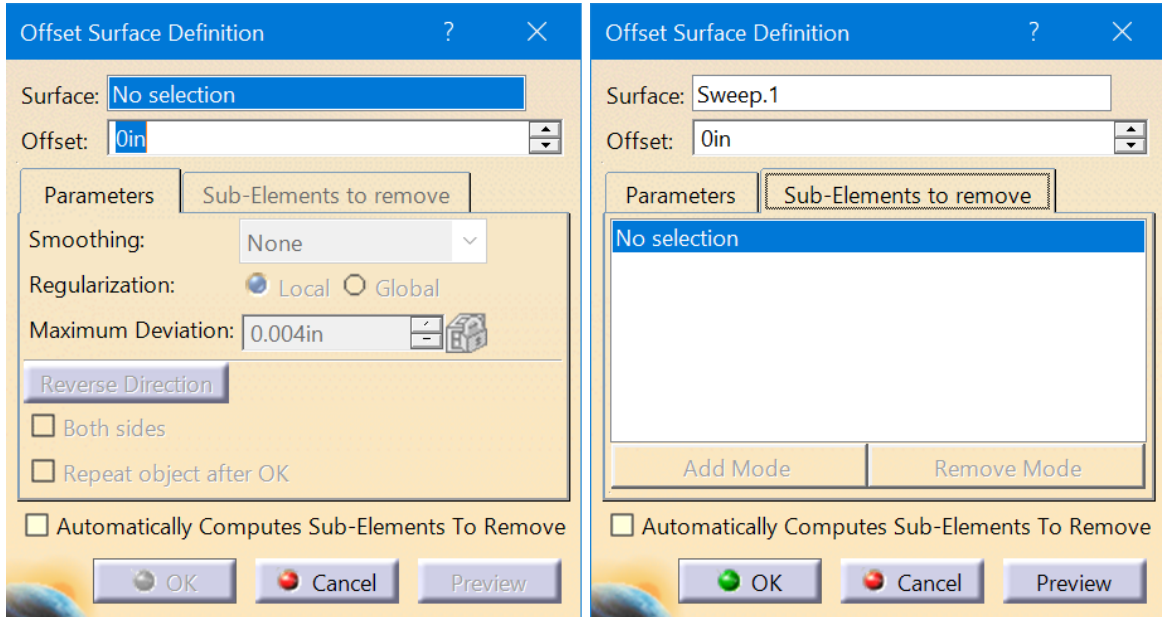 Offset Surface Definition ? ×
Surface: No selection
Offset: 0in
Parameters Sub-Elements to remove
Smoothing: None
Regularization: Local Global
Maximum Deviation: 0.004in
Reverse Direction
Both sides
Repeat object after OK
Automatically Computes Sub-Elements To Remove
OK Cancel Preview
Offset Surface Definition ? ×
Surface: Sweep.1
Offset: 0in
Parameters Sub-Elements to remove
No selection
Add Mode Remove Mode
Automatically Computes Sub-Elements To Remove
OK Cancel Preview